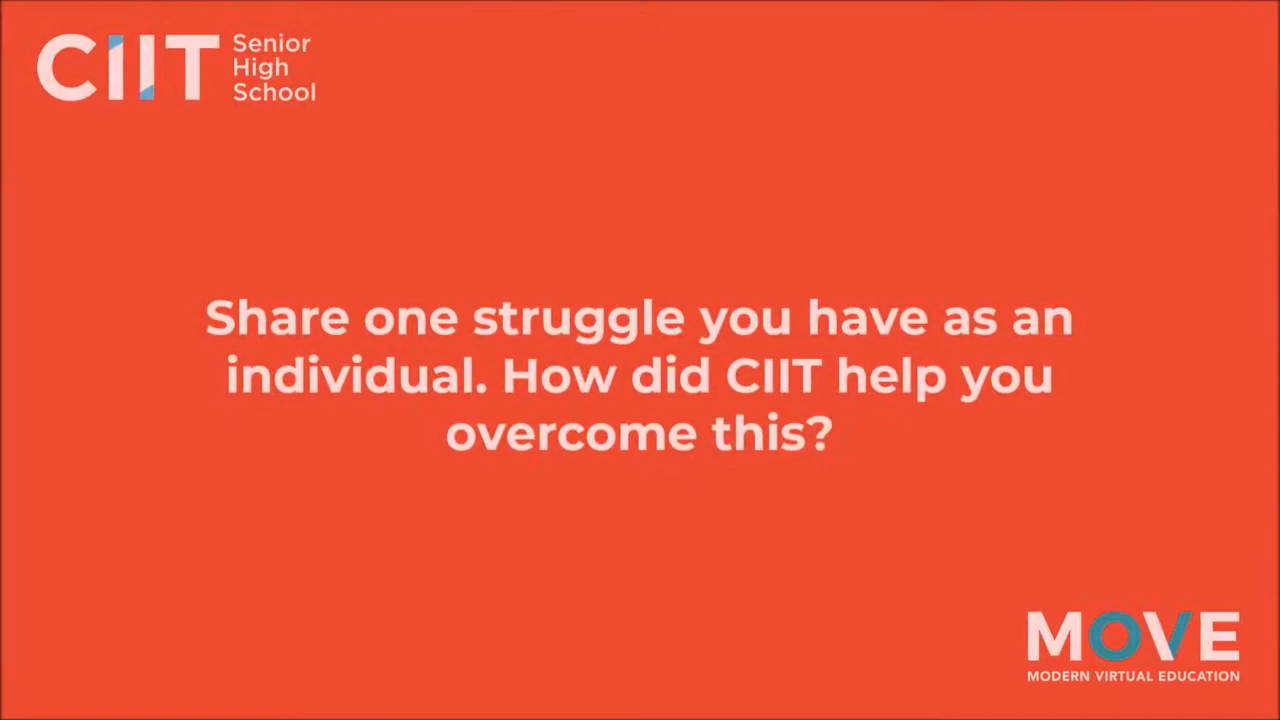 CIIT
Senior
High
School
Share one struggle you have as an
individual. How did CIIT help you
overcome this?
MOVE
MODERN VIRTUAL EDUCATION